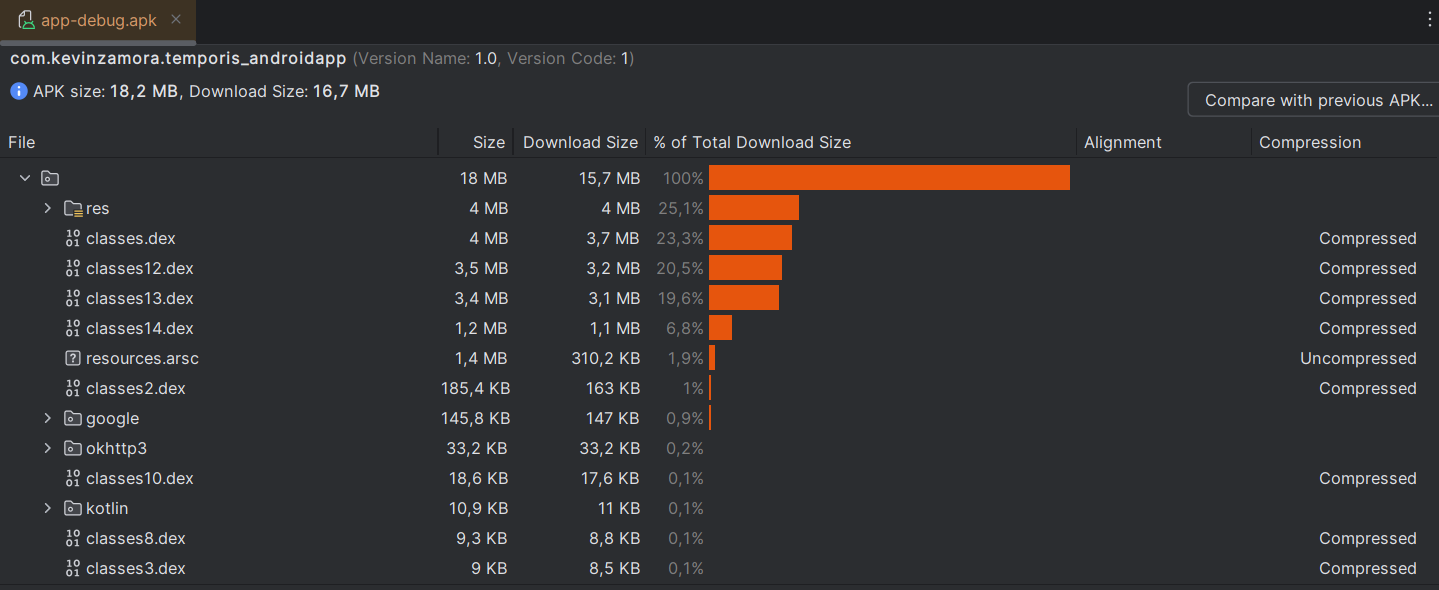 app-debug.apk
com.kevinzamora.temporis_androidapp (Version Name: 1.0, Version Code: 1)
APK size: 18,2 MB, Download Size: 16,7 MB
Compare with previous APK...
File Size Download Size % of Total Download Size Alignment Compression
18 MB 15,7 MB 100%
res 4 MB 4 MB 25,1%
classes.dex 4 MB 3,7 MB 23,3% Compressed
classes12.dex 3,5 MB 3,2 MB 20,5% Compressed
classes13.dex 3,4 MB 3,1 MB 19,6% Compressed
classes14.dex 1,2 MB 1,1 MB 6,8% Compressed
resources.arsc 1,4 MB 310,2 KB 1,9% Uncompressed
classes2.dex 185,4 KB 163 KB 1% Compressed
google 145,8 KB 147 KB 0,9%
okhttp3 33,2 KB 33,2 KB 0,2%
classes10.dex 18,6 KB 17,6 KB 0,1% Compressed
kotlin 10,9 KB 11 KB 0,1%
classes8.dex 9,3 KB 8,8 KB 0,1% Compressed
classes3.dex 9 KB 8,5 KB 0,1% Compressed